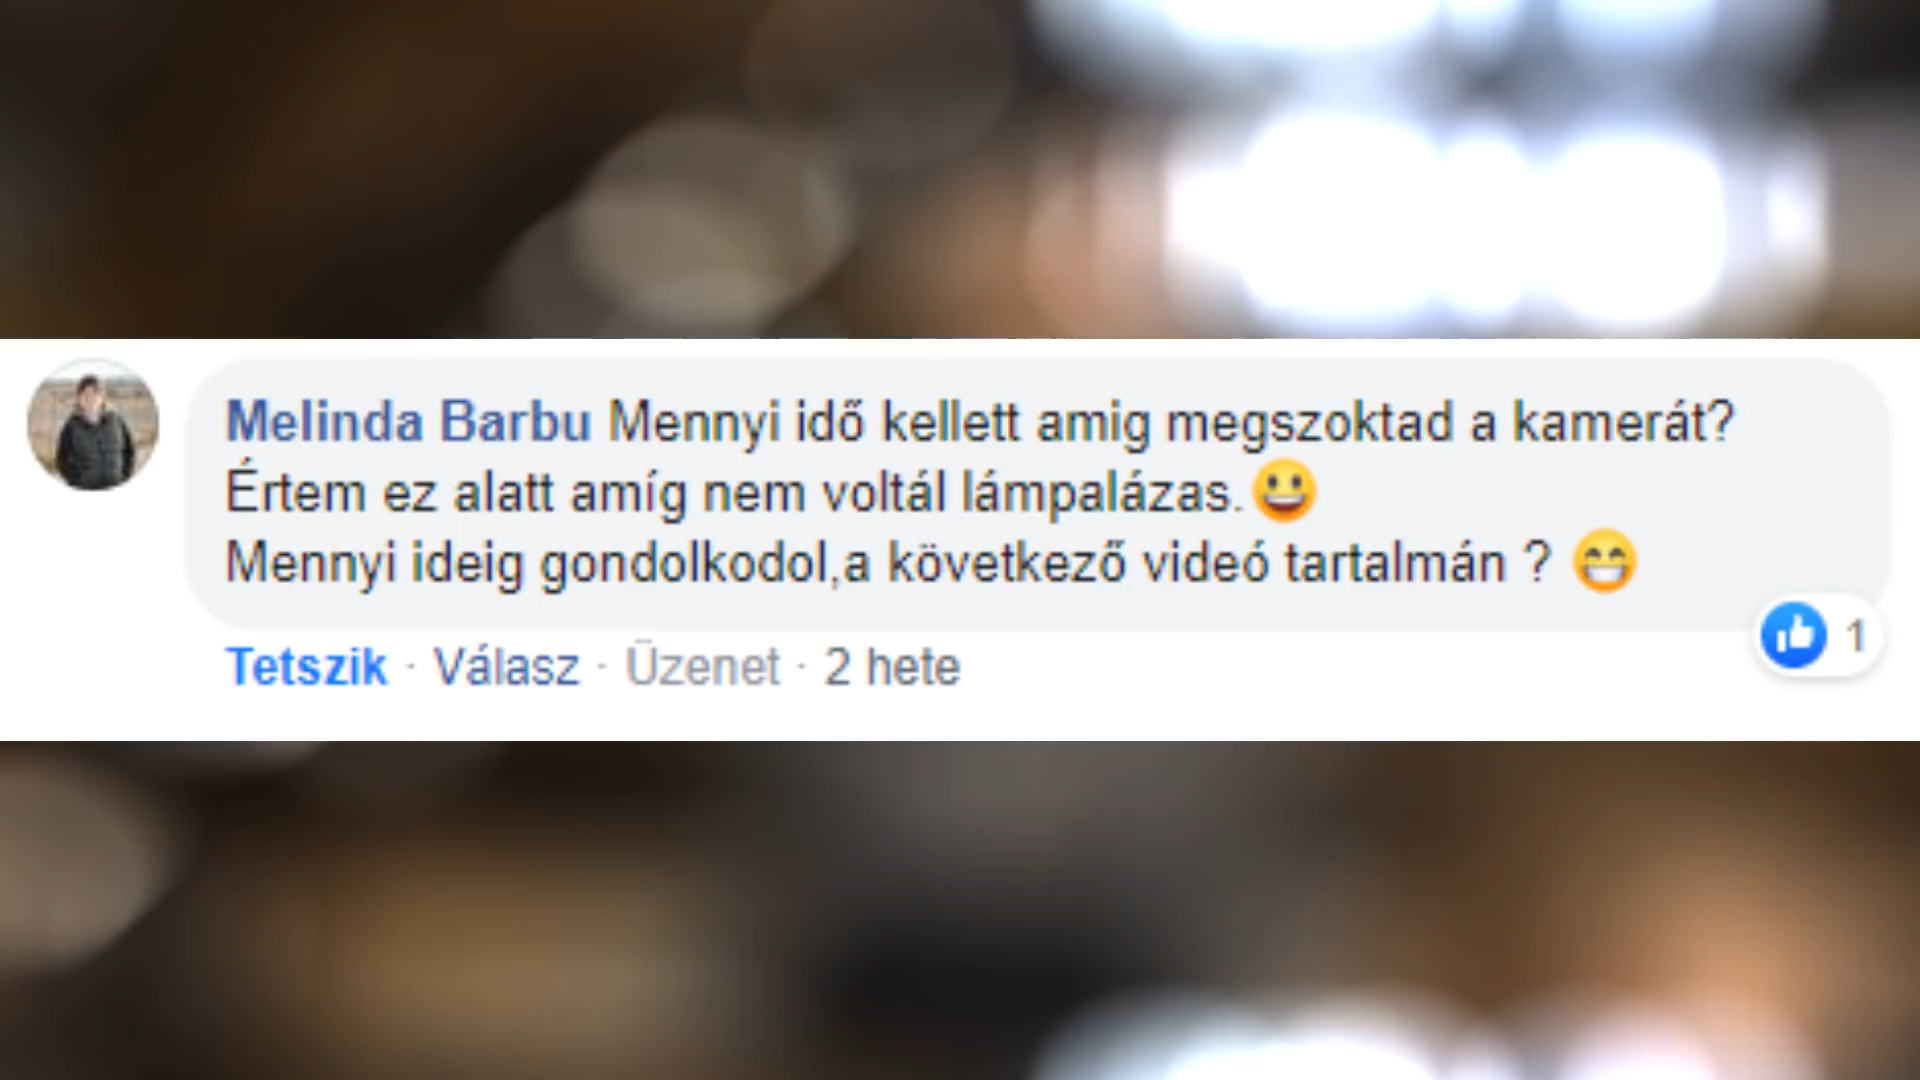 Melinda Barbu Mennyi idő kellett amig megszoktad a kamerát?
Értem ez alatt amíg nem voltál lámpalázas.😀
Mennyi ideig gondolkodol,a következő videó tartalmán ? 😁
1
Tetszik · Válasz · Üzenet · 2 hete